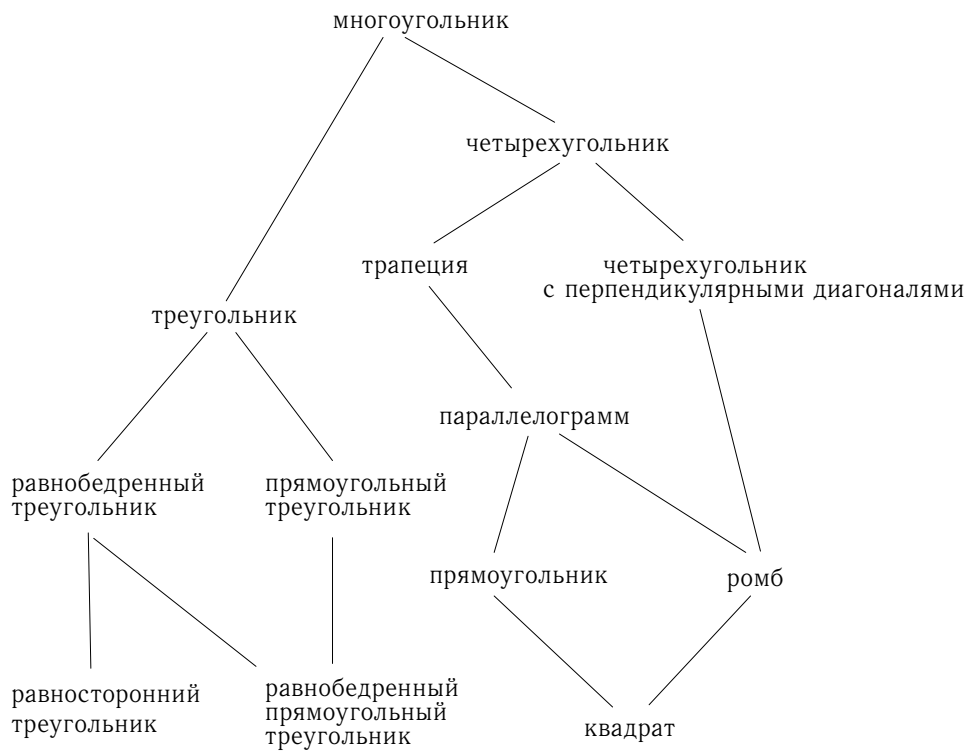 многоугольник
четырехугольник
трапеция
четырехугольник
с перпендикулярными диагоналями
треугольник
параллелограмм
равнобедренный
треугольник
прямоугольный
треугольник
прямоугольник
ромб
равносторонний
треугольник
равнобедренный
прямоугольный
треугольник
квадрат